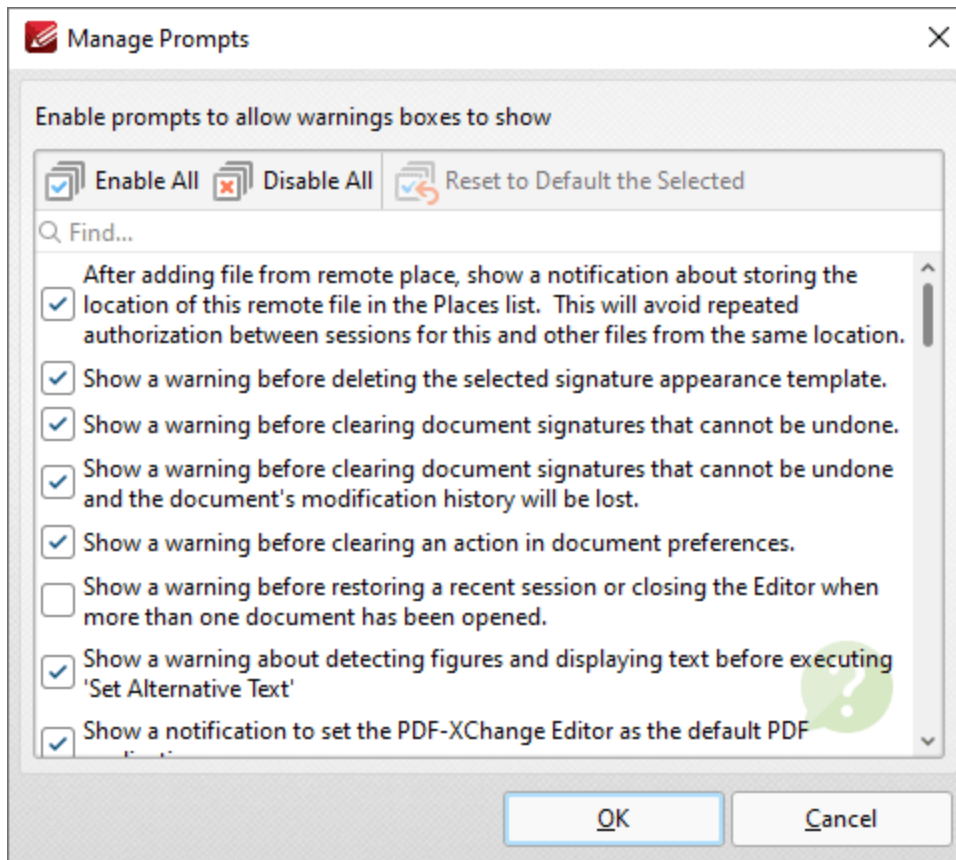 Manage Prompts
Enable prompts to allow warnings boxes to show
Enable All Disable All Reset to Default the Selected
Find...
After adding file from remote place, show a notification about storing the
location of this remote file in the Places list. This will avoid repeated
authorization between sessions for this and other files from the same location.
Show a warning before deleting the selected signature appearance template.
Show a warning before clearing document signatures that cannot be undone.
Show a warning before clearing document signatures that cannot be undone
and the document's modification history will be lost.
Show a warning before clearing an action in document preferences.
Show a warning before restoring a recent session or closing the Editor when
more than one document has been opened.
Show a warning about detecting figures and displaying text before executing
'Set Alternative Text'
Show a notification to set the PDF-XChange Editor as the default PDF
OK Cancel